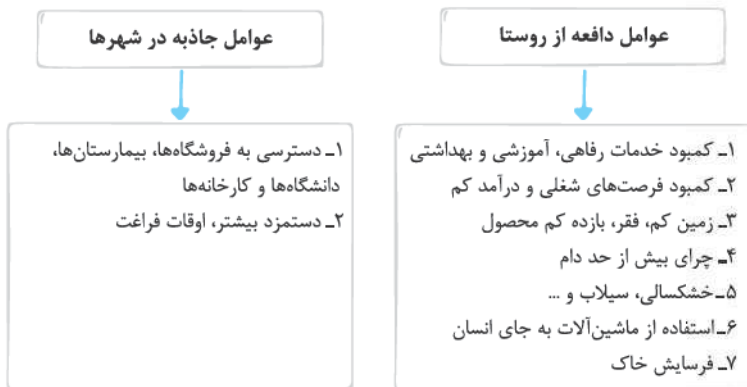 عوامل دافعه از روستا
۱ـ کمبود خدمات رفاهی، آموزشی و بهداشتی
۲ـ کمبود فرصت‌های شغلی و درآمد کم
۳ـ زمین کم، فقر، بازده کم محصول
۴ـ چرای بیش از حد دام
۵ـ خشکسالی، سیلاب و ...
۶ـ استفاده از ماشین‌آلات به جای انسان
۷ـ فرسایش خاک
عوامل جاذبه در شهرها
۱ـ دسترسی به فروشگاه‌ها، بیمارستان‌ها،
دانشگاه‌ها و کارخانه‌ها
۲ـ دستمزد بیشتر، اوقات فراغت